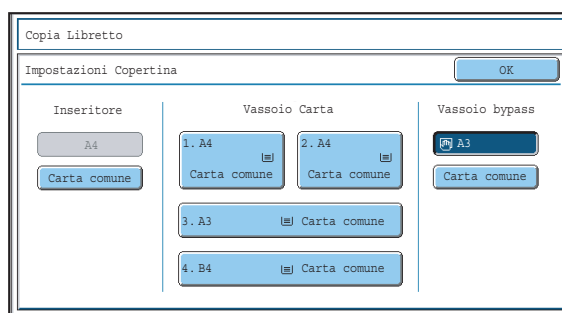 Copia Libretto
Impostazioni Copertina
OK
Inseritore
Vassoio Carta
Vassoio bypass
A4
Carta comune
1. A4
Carta comune
2. A4
Carta comune
3. A3 Carta comune
4. B4 Carta comune
A3
Carta comune